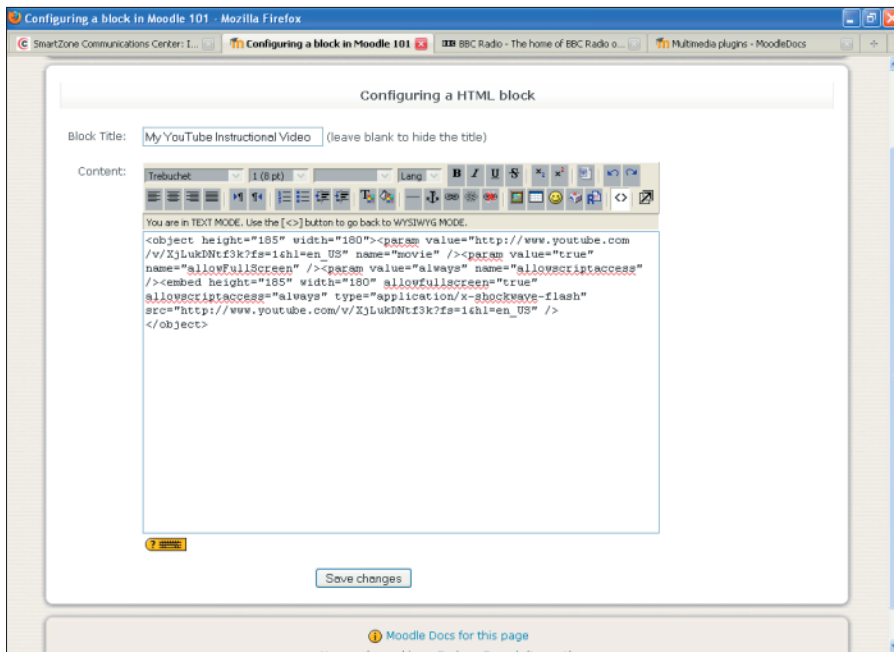 Configuring a block in Moodle 101 - Mozilla Firefox
SmartZone Communications Center: I... Configuring a block in Moodle 101 BBC Radio - The home of BBC Radio o... Multimedia plugins - MoodleDocs
Configuring a HTML block
Block Title: My YouTube Instructional Video (leave blank to hide the title)
Content:
Trebuchet 1 (8 pt) Lang B I U S
You are in TEXT MODE. Use the [<>] button to go back to WYSIWYG MODE.
<object height="185" width="180"><param value="http://www.youtube.com
/v/XjLukDNtf3k?fs=1&hl=en_US" name="movie" /><param value="true"
name="allowFullScreen" /><param value="always" name="allowscriptaccess"
/><embed height="185" width="180" allowfullscreen="true"
allowscriptaccess="always" type="application/x-shockwave-flash"
src="http://www.youtube.com/v/XjLukDNtf3k?fs=1&hl=en_US" />
</object>
Save changes
Moodle Docs for this page